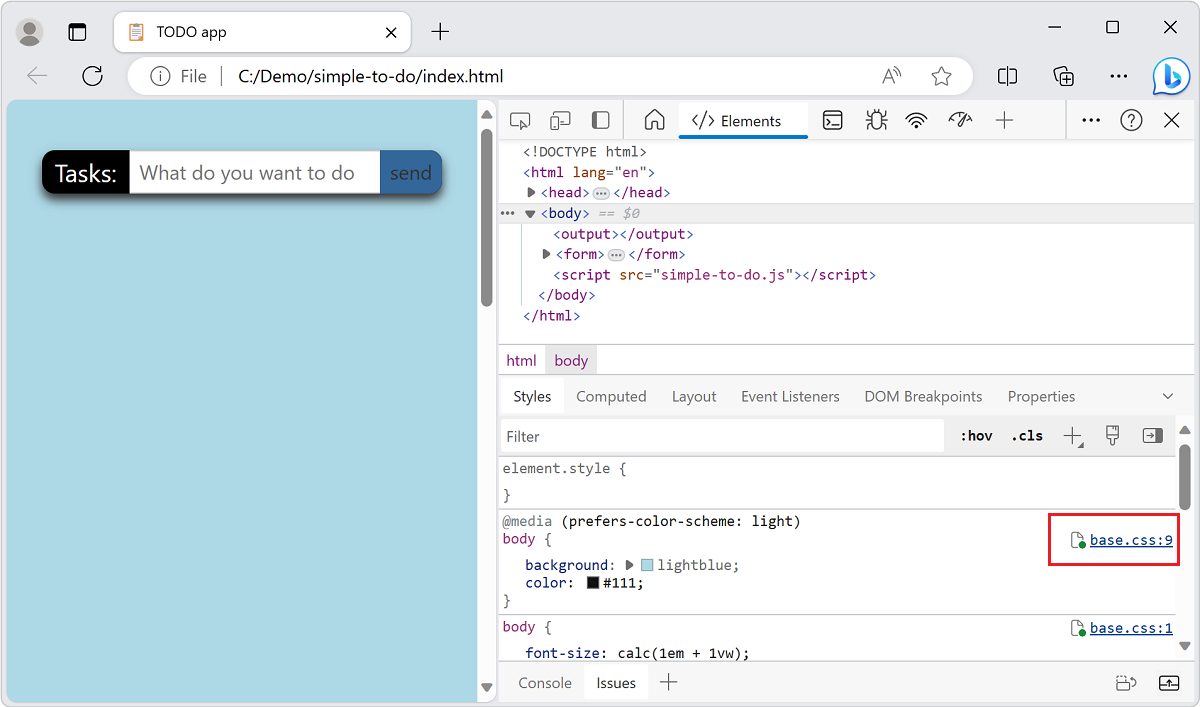 TODO app
File C:/Demo/simple-to-do/index.html
Tasks: What do you want to do send
Elements
<!DOCTYPE html>
<html lang="en">
<head> ··· </head>
··· <body> == $0
<output></output>
<form> ··· </form>
<script src="simple-to-do.js"></script>
</body>
</html>
html body
Styles Computed Layout Event Listeners DOM Breakpoints Properties
Filter :hov .cls
element.style {
}
@media (prefers-color-scheme: light)
body { base.css:9
background: lightblue;
color: #111;
}
body { base.css:1
font-size: calc(1em + 1vw);
Console Issues